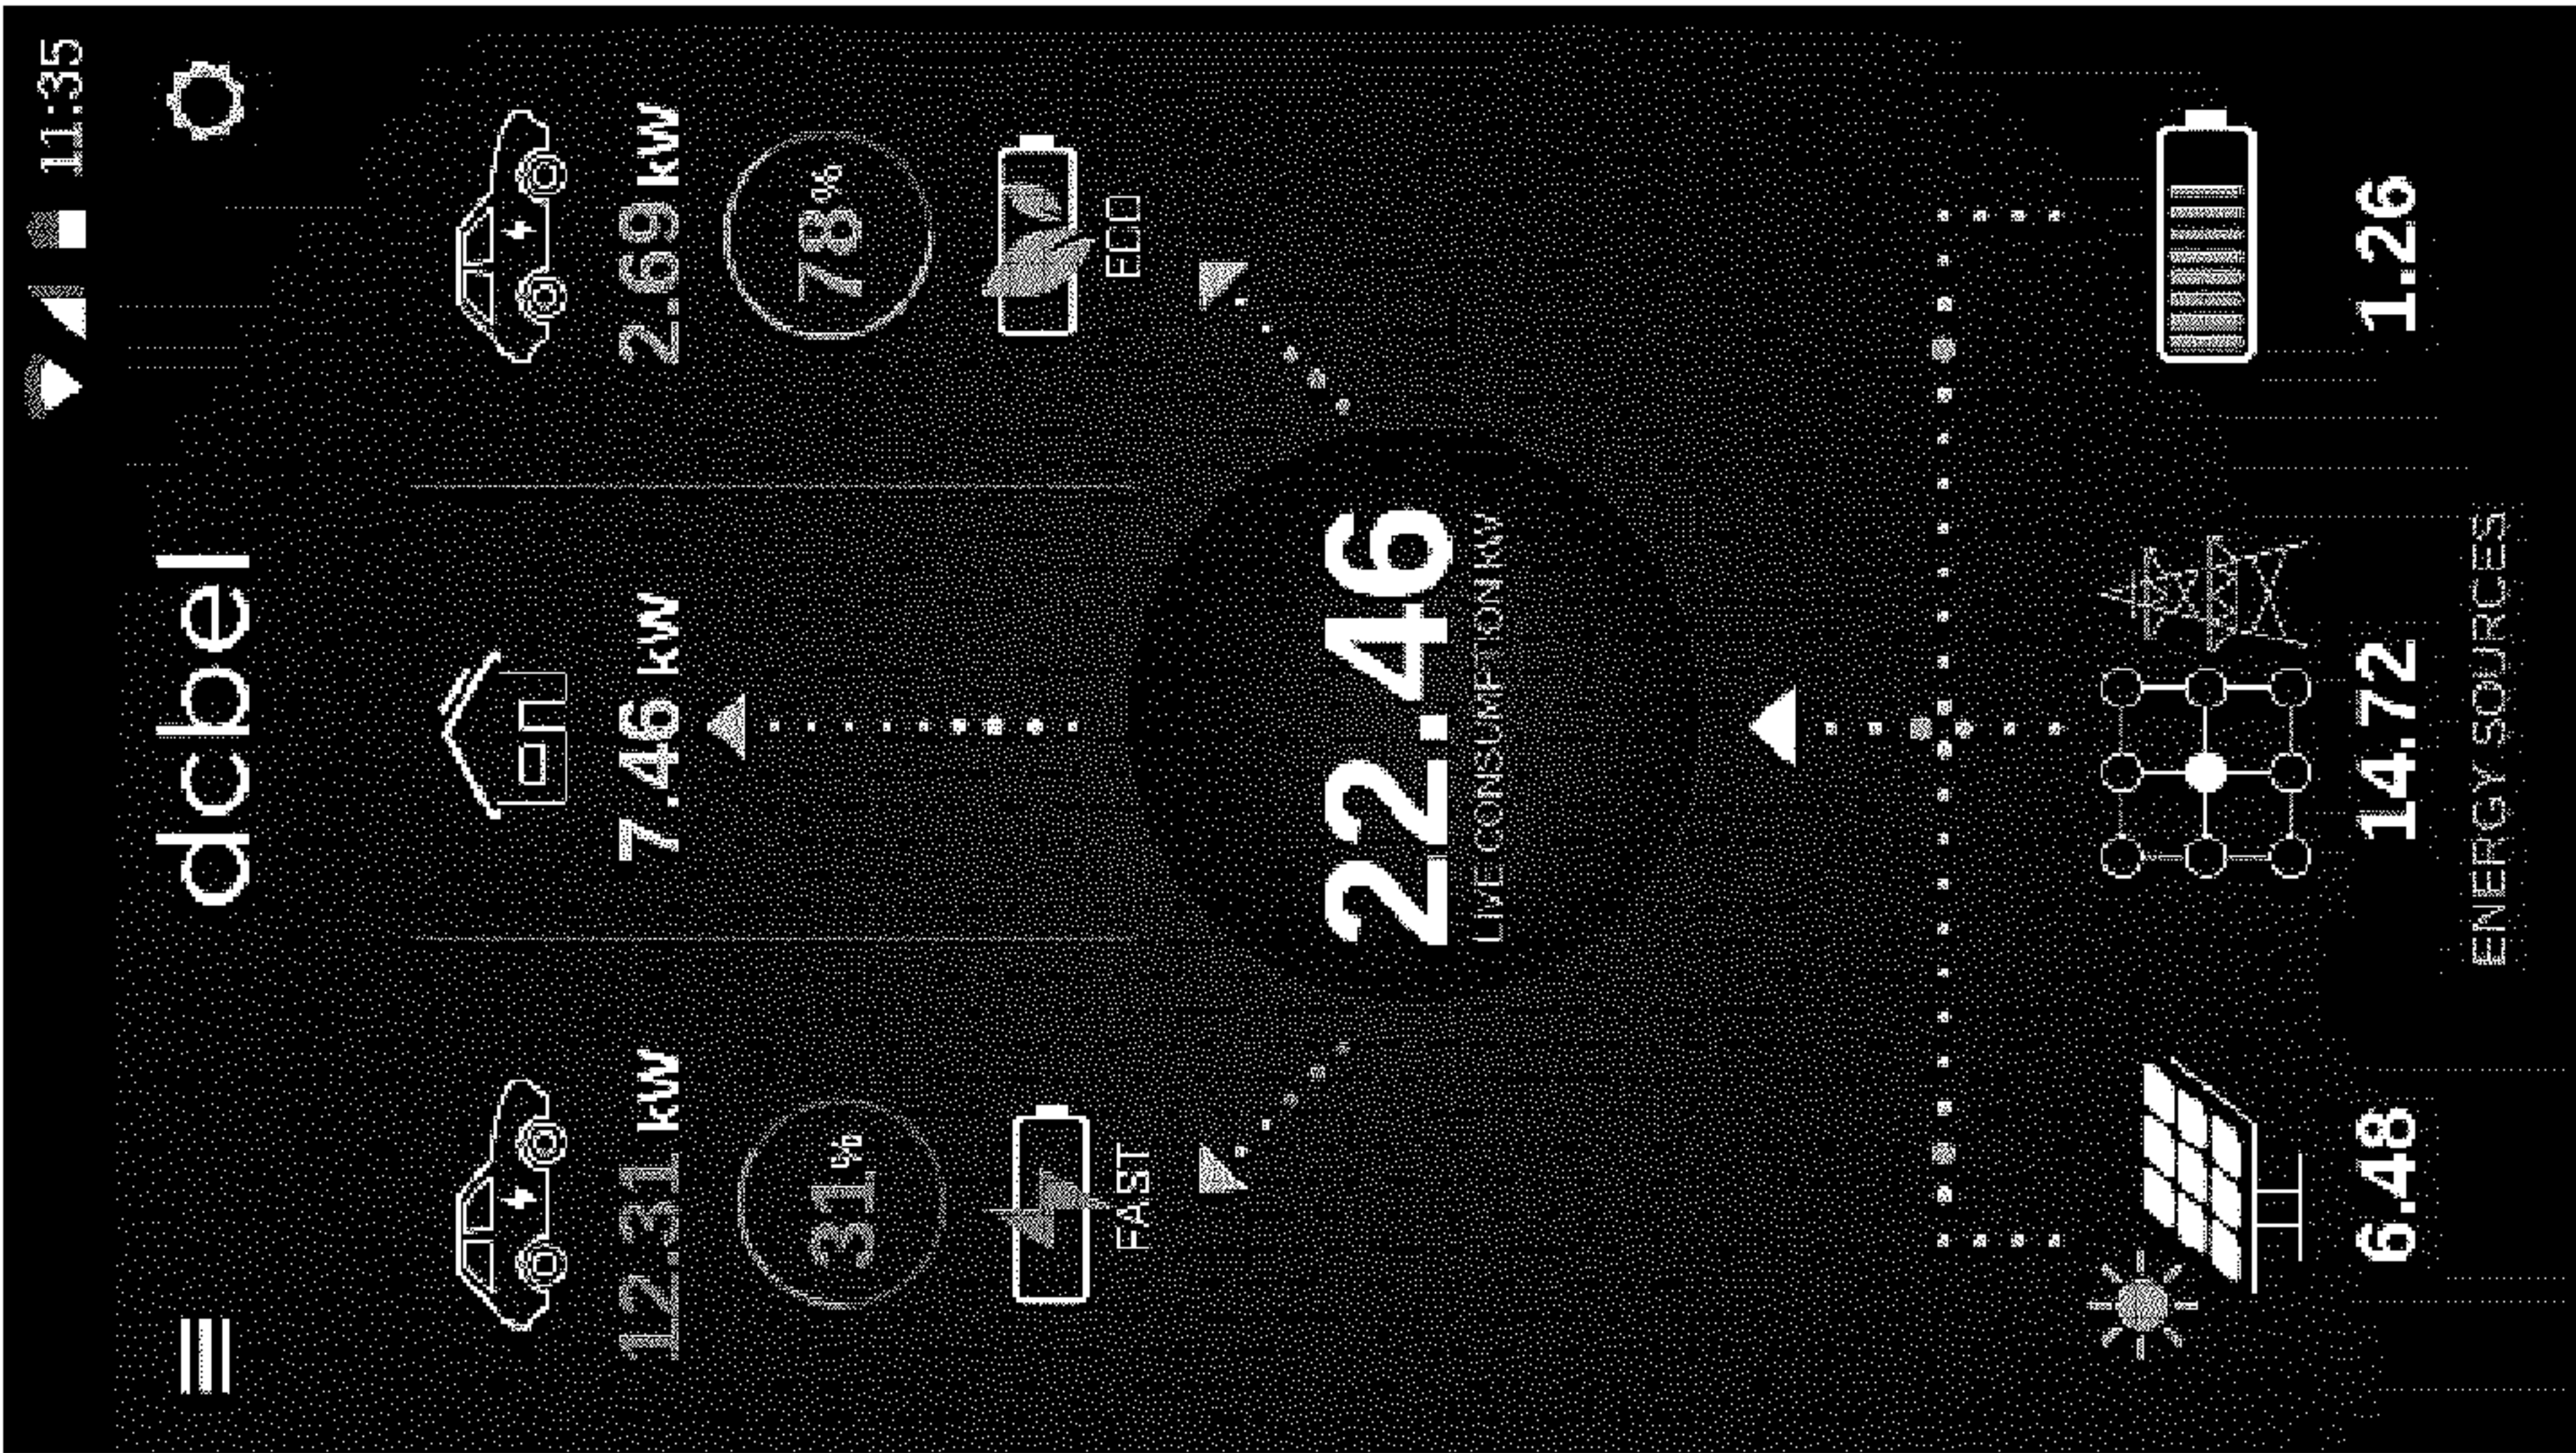 11:35
dcbel
12.31 kW
7.46 kW
2.69 kW
31%
78%
FAST
ECO
22.46
LIVE CONSUMPTION KW
6.48
14.72
1.26
ENERGY SOURCES